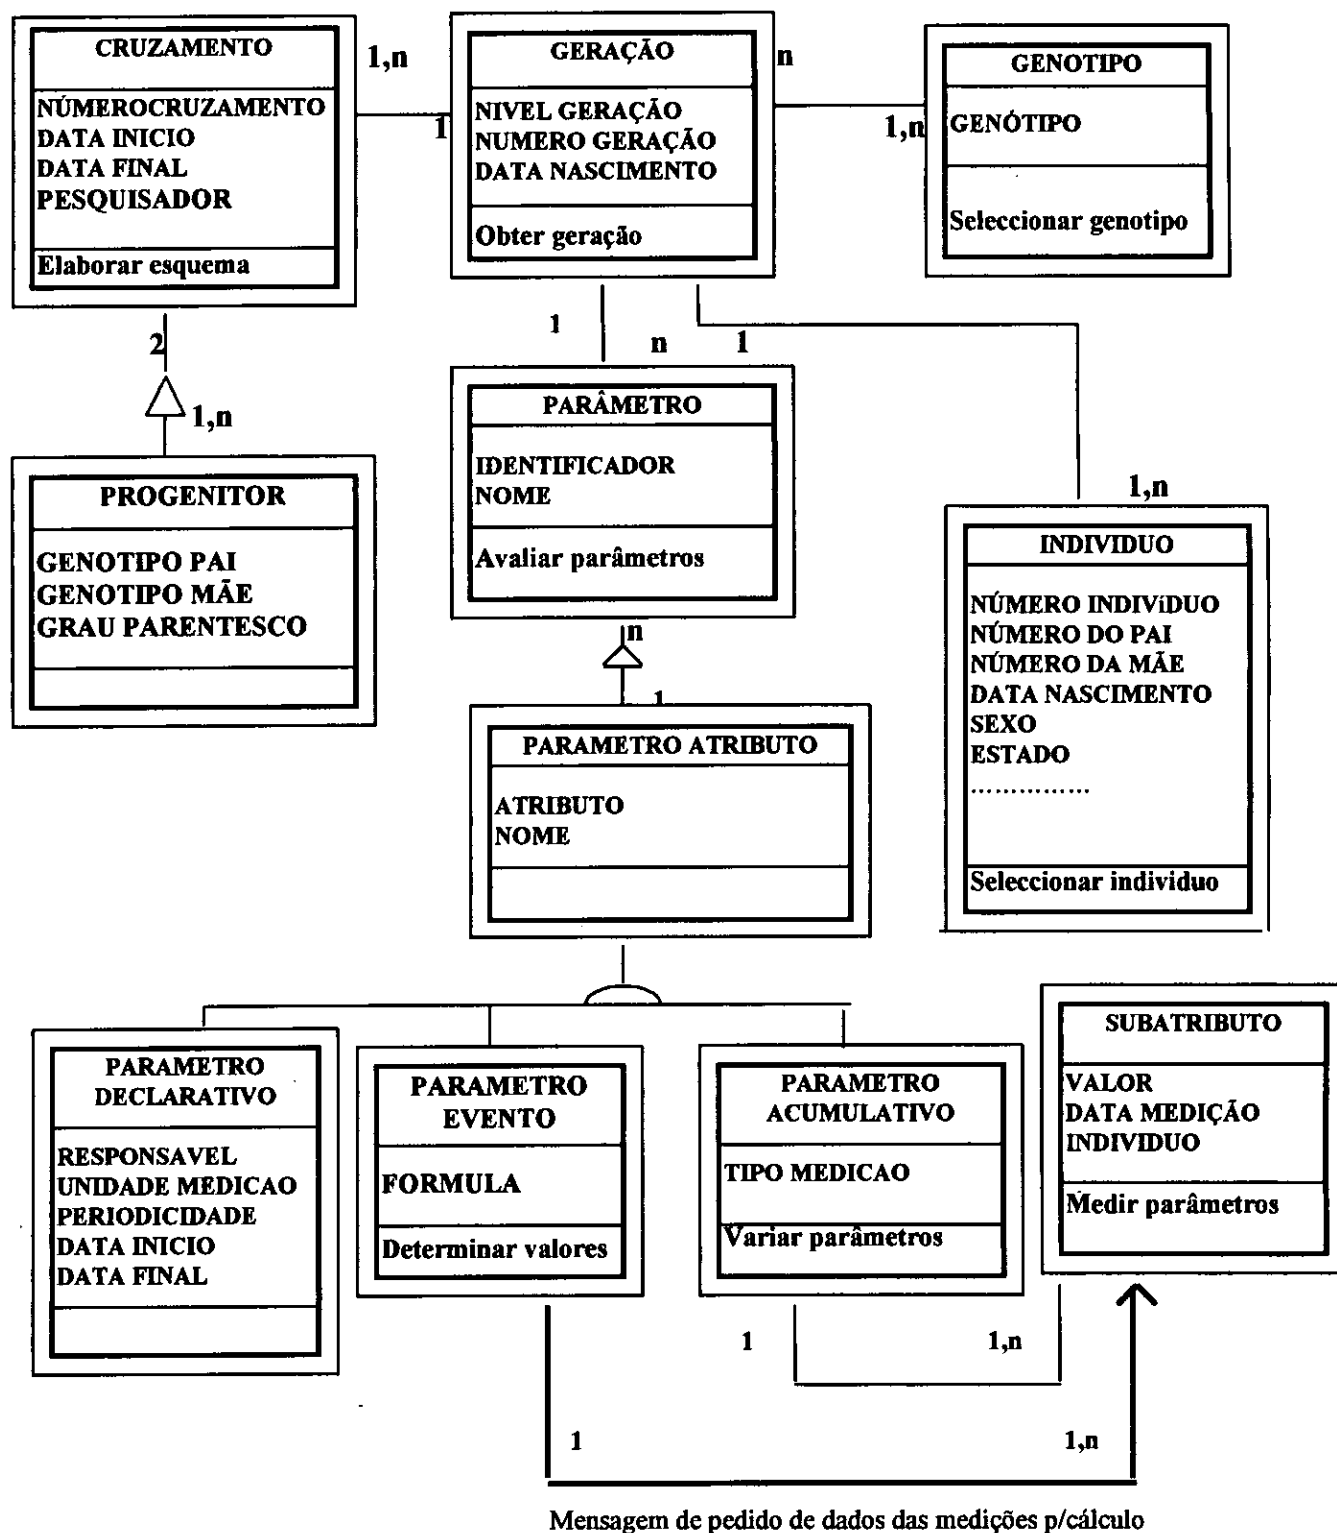 CRUZAMENTO
NÚMEROCRUZAMENTO
DATA INICIO
DATA FINAL
PESQUISADOR
Elaborar esquema
1,n
1
GERAÇÃO
NIVEL GERAÇÃO
NUMERO GERAÇÃO
DATA NASCIMENTO
Obter geração
n
1,n
GENOTIPO
GENÓTIPO
Seleccionar genotipo
2
1,n
1
n
1
1,n
PROGENITOR
GENOTIPO PAI
GENOTIPO MÃE
GRAU PARENTESCO
PARÂMETRO
IDENTIFICADOR
NOME
Avaliar parâmetros
INDIVIDUO
NÚMERO INDIVíDUO
NÚMERO DO PAI
NÚMERO DA MÃE
DATA NASCIMENTO
SEXO
ESTADO
...............
Seleccionar individuo
n
1
PARAMETRO ATRIBUTO
ATRIBUTO
NOME
PARAMETRO
DECLARATIVO
RESPONSAVEL
UNIDADE MEDICAO
PERIODICIDADE
DATA INICIO
DATA FINAL
PARAMETRO
EVENTO
FORMULA
Determinar valores
PARAMETRO
ACUMULATIVO
TIPO MEDICAO
Variar parâmetros
SUBATRIBUTO
VALOR
DATA MEDIÇÃO
INDIVIDUO
Medir parâmetros
1
1,n
1
1,n
Mensagem de pedido de dados das medições p/cálculo